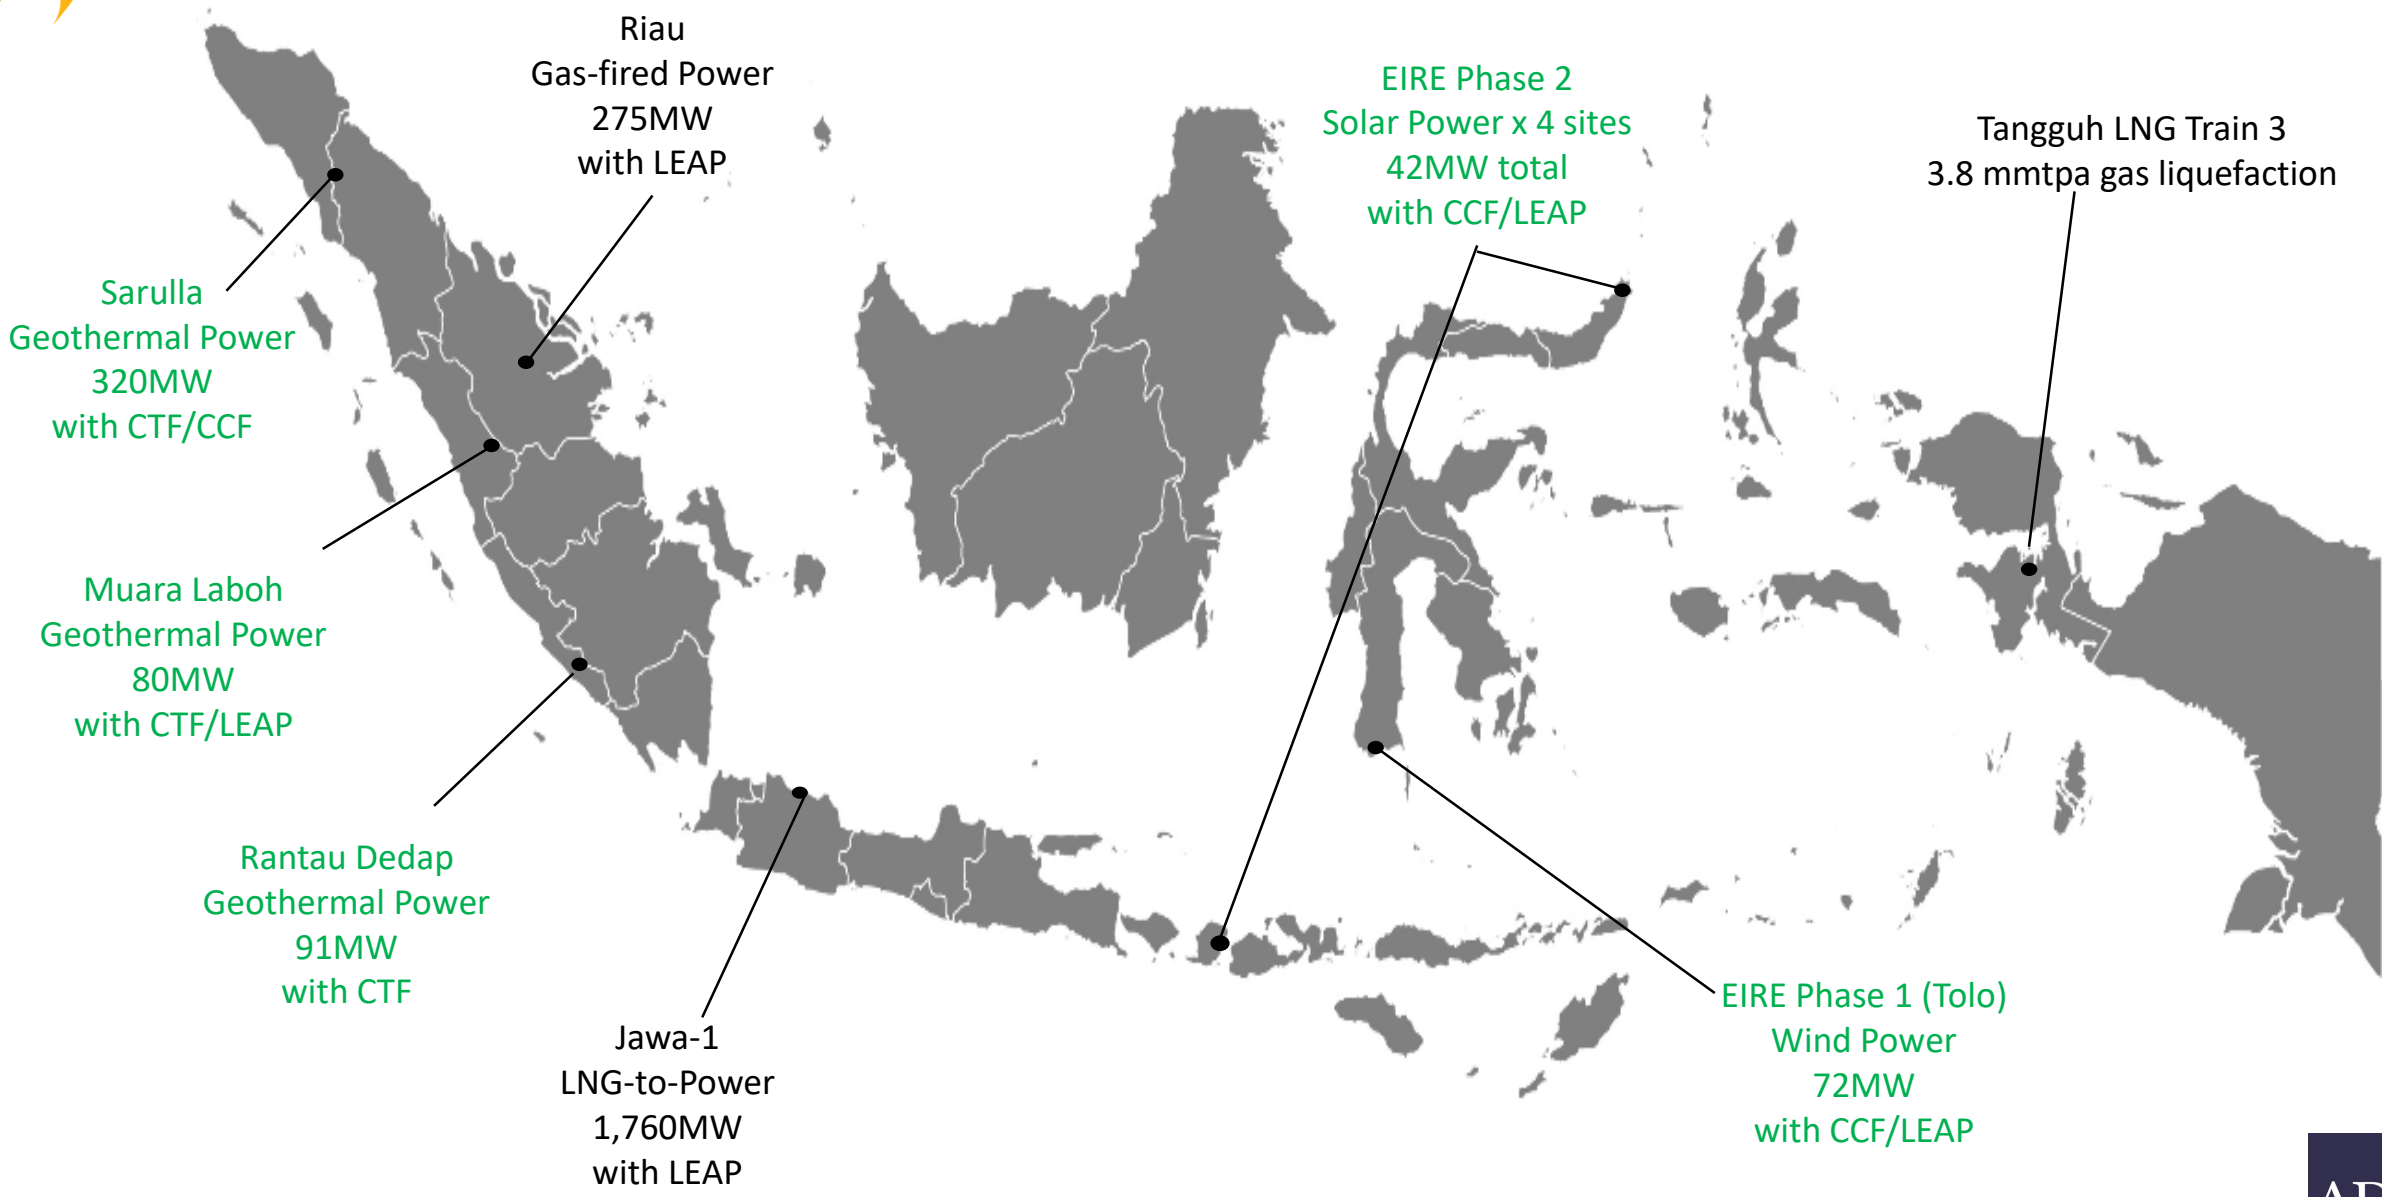 Riau
Gas-fired Power
275MW
with LEAP
EIRE Phase 2
Solar Power x 4 sites
42MW total
with CCF/LEAP
Tangguh LNG Train 3
3.8 mmtpa gas liquefaction
Sarulla
Geothermal Power
320MW
with CTF/CCF
Muara Laboh
Geothermal Power
80MW
with CTF/LEAP
Rantau Dedap
Geothermal Power
91MW
with CTF
Jawa-1
LNG-to-Power
1,760MW
with LEAP
EIRE Phase 1 (Tolo)
Wind Power
72MW
with CCF/LEAP